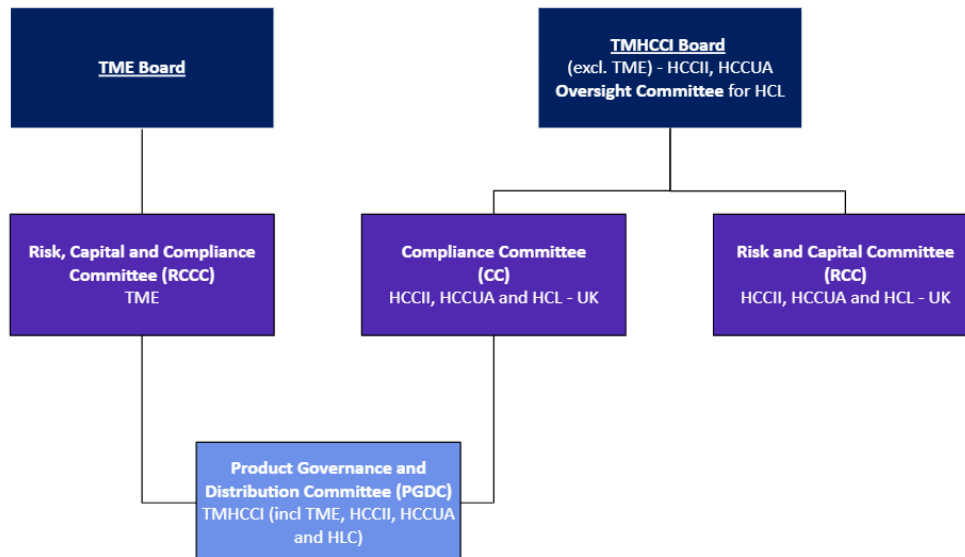 TME Board
TMHCCI Board
(excl. TME) - HCCII, HCCUA
Oversight Committee for HCL
Risk, Capital and Compliance
Committee (RCCC)
TME
Compliance Committee
(CC)
HCCII, HCCUA and HCL - UK
Risk and Capital Committee
(RCC)
HCCII, HCCUA and HCL - UK
Product Governance and
Distribution Committee (PGDC)
TMHCCI (incl TME, HCCII, HCCUA
and HLC)